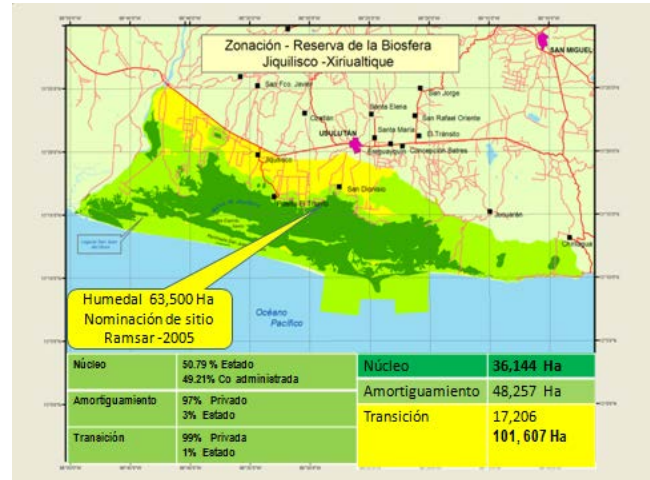 Zonación - Reserva de la Biosfera
Jiquilisco -Xiriualtique
SAN MIGUEL
San Fco. Javier
San Jorge
Ozatlán
Santa Elena
San Rafael Oriente
USULUTÁN
Santa María
El Tránsito
Ereguayquín
Concepción Batres
Jiquilisco
San Dionisio
Puerto El Triunfo
Jucuarán
Chirilagua
Humedal 63,500 Ha
Nominación de sitio
Ramsar -2005
Océano
Pacífico
Núcleo
50.79 % Estado
49.21% Co administrada
Amortiguamiento
97% Privado
3% Estado
Transición
99% Privada
1% Estado
Núcleo 36,144 Ha
Amortiguamiento 48,257 Ha
Transición 17,206
101, 607 Ha